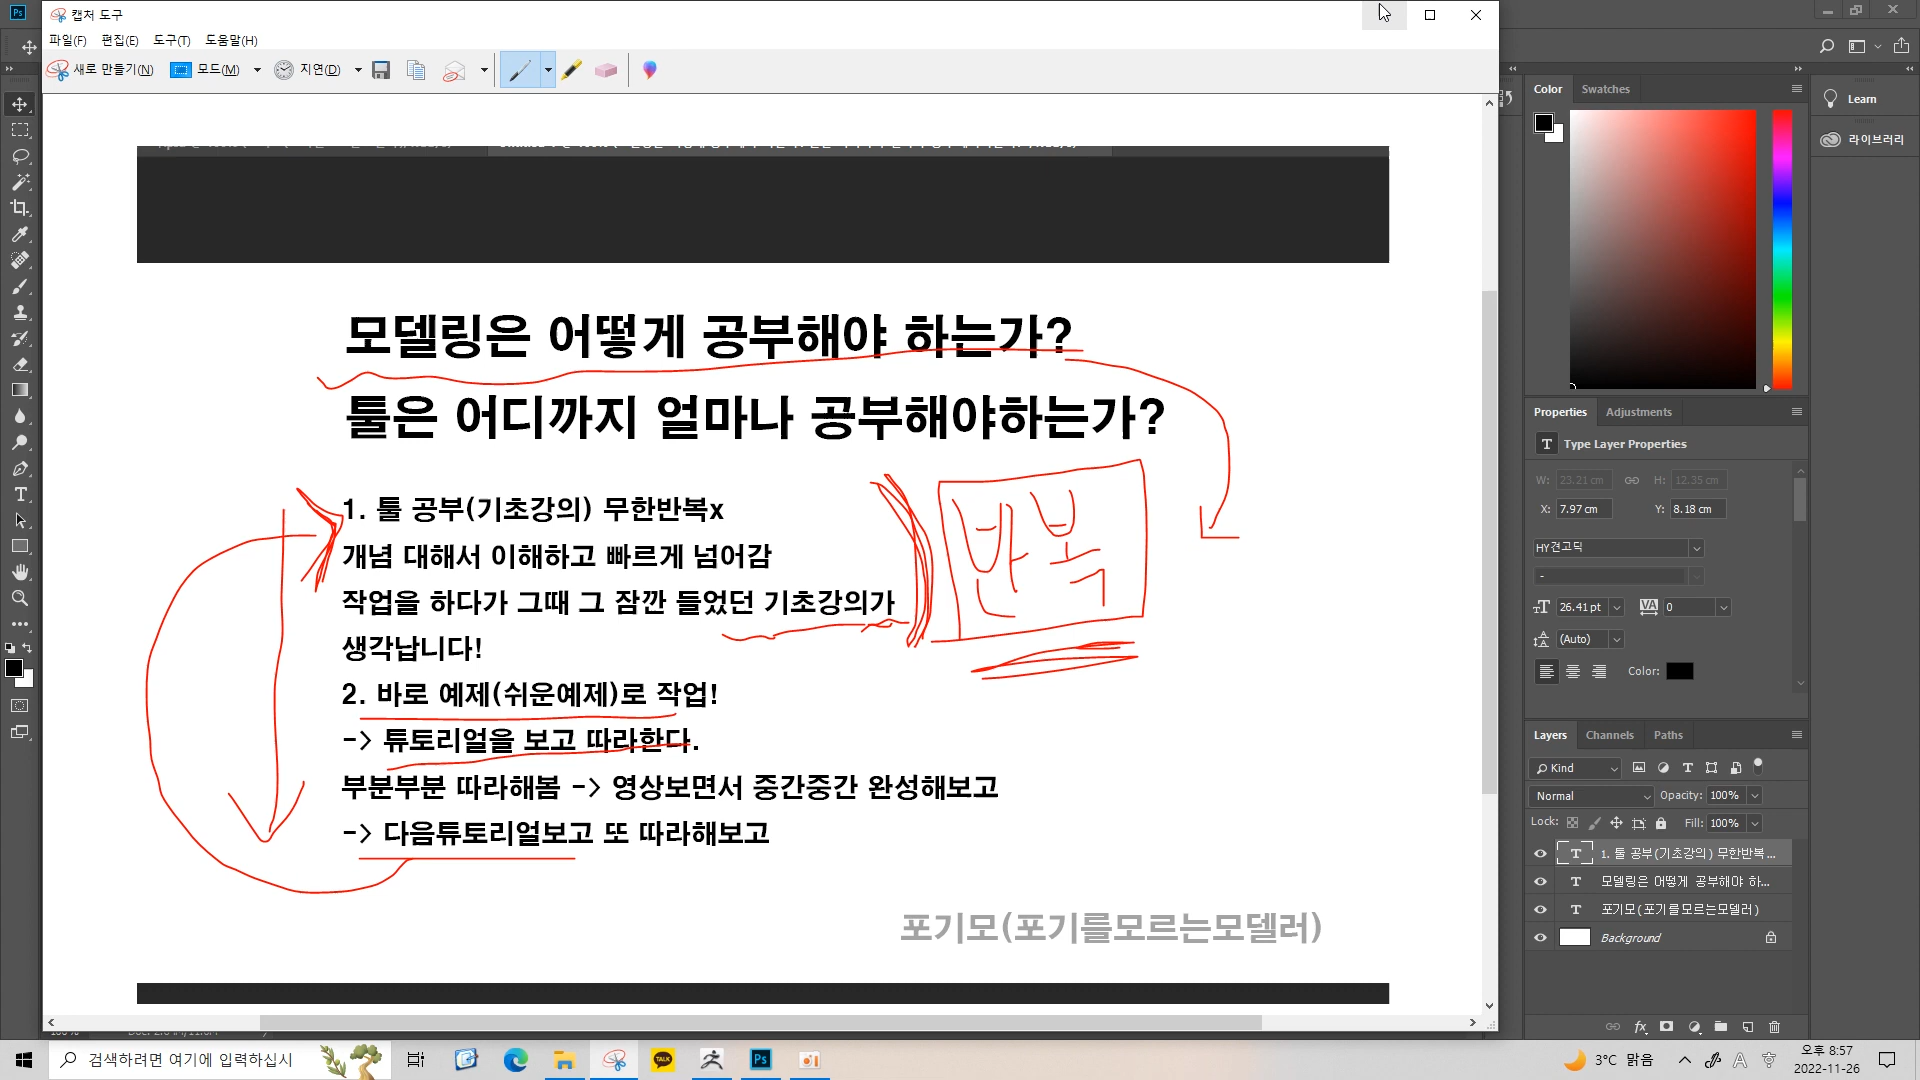 캡처 도구
파일(F) 편집(E) 도구(T) 도움말(H)
새로 만들기(N) 모드(M) 지연(D)
모델링은 어떻게 공부해야 하는가?
툴은 어디까지 얼마나 공부해야하는가?
1. 툴 공부(기초강의) 무한반복x
개념 대해서 이해하고 빠르게 넘어감
작업을 하다가 그때 그 잠깐 들었던 기초강의가
생각납니다!
2. 바로 예제(쉬운예제)로 작업!
-> 튜토리얼을 보고 따라한다.
부분부분 따라해봄 -> 영상보면서 중간중간 완성해보고
-> 다음튜토리얼보고 또 따라해보고
반복
포기모(포기를모르는모델러)
Color Swatches
Learn
라이브러리
Properties Adjustments
Type Layer Properties
W: 23.21 cm H: 12.35 cm
X: 7.97 cm Y: 8.18 cm
HY견고딕
-
26.41 pt VA 0
(Auto)
Color:
Layers Channels Paths
Kind
Normal Opacity: 100%
Lock: Fill: 100%
1. 툴 공부(기초강의) 무한반복...
모델링은 어떻게 공부해야 하...
포기모(포기를모르는모델러)
Background
검색하려면 여기에 입력하십시
TALK
Ps
3°C 맑음
A
오후 8:57
2022-11-26